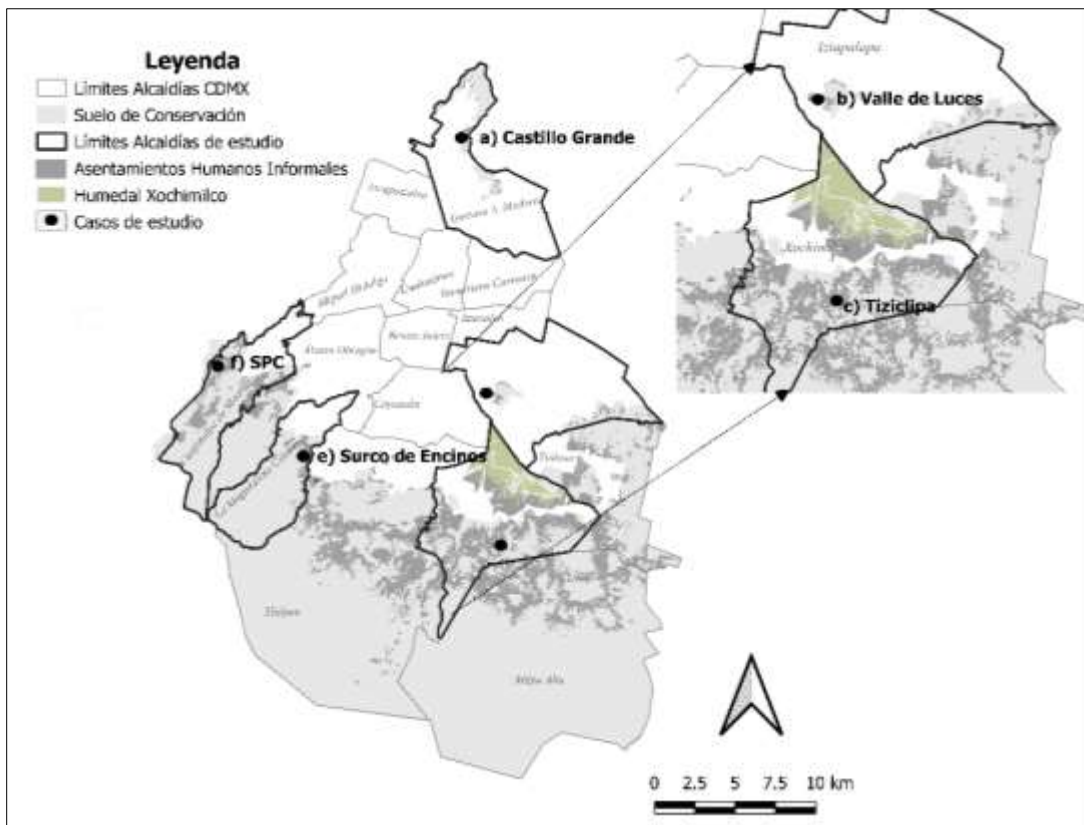 Leyenda
Límites Alcaldías CDMX
Suelo de Conservación
Límites Alcaldías de estudio
Asentamientos Humanos Informales
Humedal Xochimilco
Casos de estudio
a) Castillo Grande
Gustavo A. Madero
Azcapotzalco
Miguel Hidalgo
Cuauhtémoc
Venustiano Carranza
Iztacalco
Benito Juárez
Álvaro Obregón
Coyoacán
f) SPC
e) Surco de Encinos
Tláhuac
Tlalpan
Milpa Alta
Iztapalapa
b) Valle de Luces
c) Tiziclipa
0 2.5 5 7.5 10 km